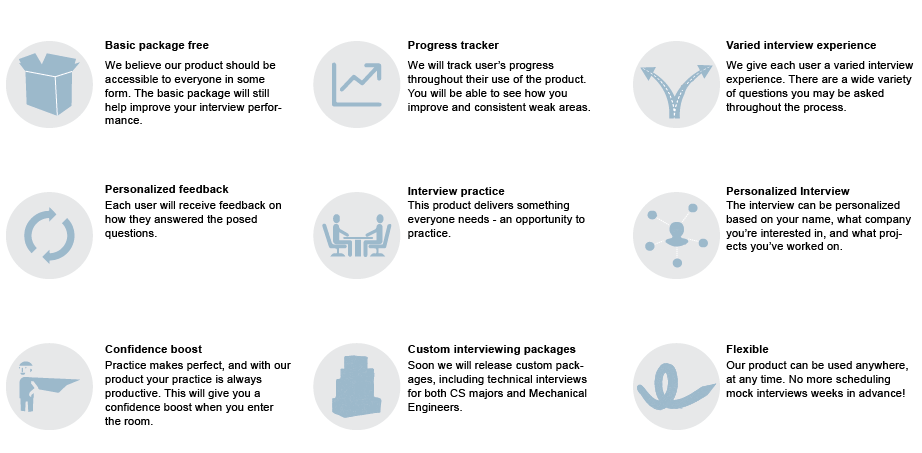 Basic package free
We believe our product should be
accessible to everyone in some
form. The basic package will still
help improve your interview perfor-
mance.
Progress tracker
We will track user's progress
throughout their use of the product.
You will be able to see how you
improve and consistent weak areas.
Varied interview experience
We give each user a varied interview
experience. There are a wide variety
of questions you may be asked
throughout the process.
Personalized feedback
Each user will receive feedback on
how they answered the posed
questions.
Interview practice
This product delivers something
everyone needs - an opportunity to
practice.
Personalized Interview
The interview can be personalized
based on your name, what company
you're interested in, and what proj-
ects you've worked on.
Confidence boost
Practice makes perfect, and with our
product your practice is always
productive. This will give you a
confidence boost when you enter
the room.
Custom interviewing packages
Soon we will release custom pack-
ages, including technical interviews
for both CS majors and Mechanical
Engineers.
Flexible
Our product can be used anywhere,
at any time. No more scheduling
mock interviews weeks in advance!